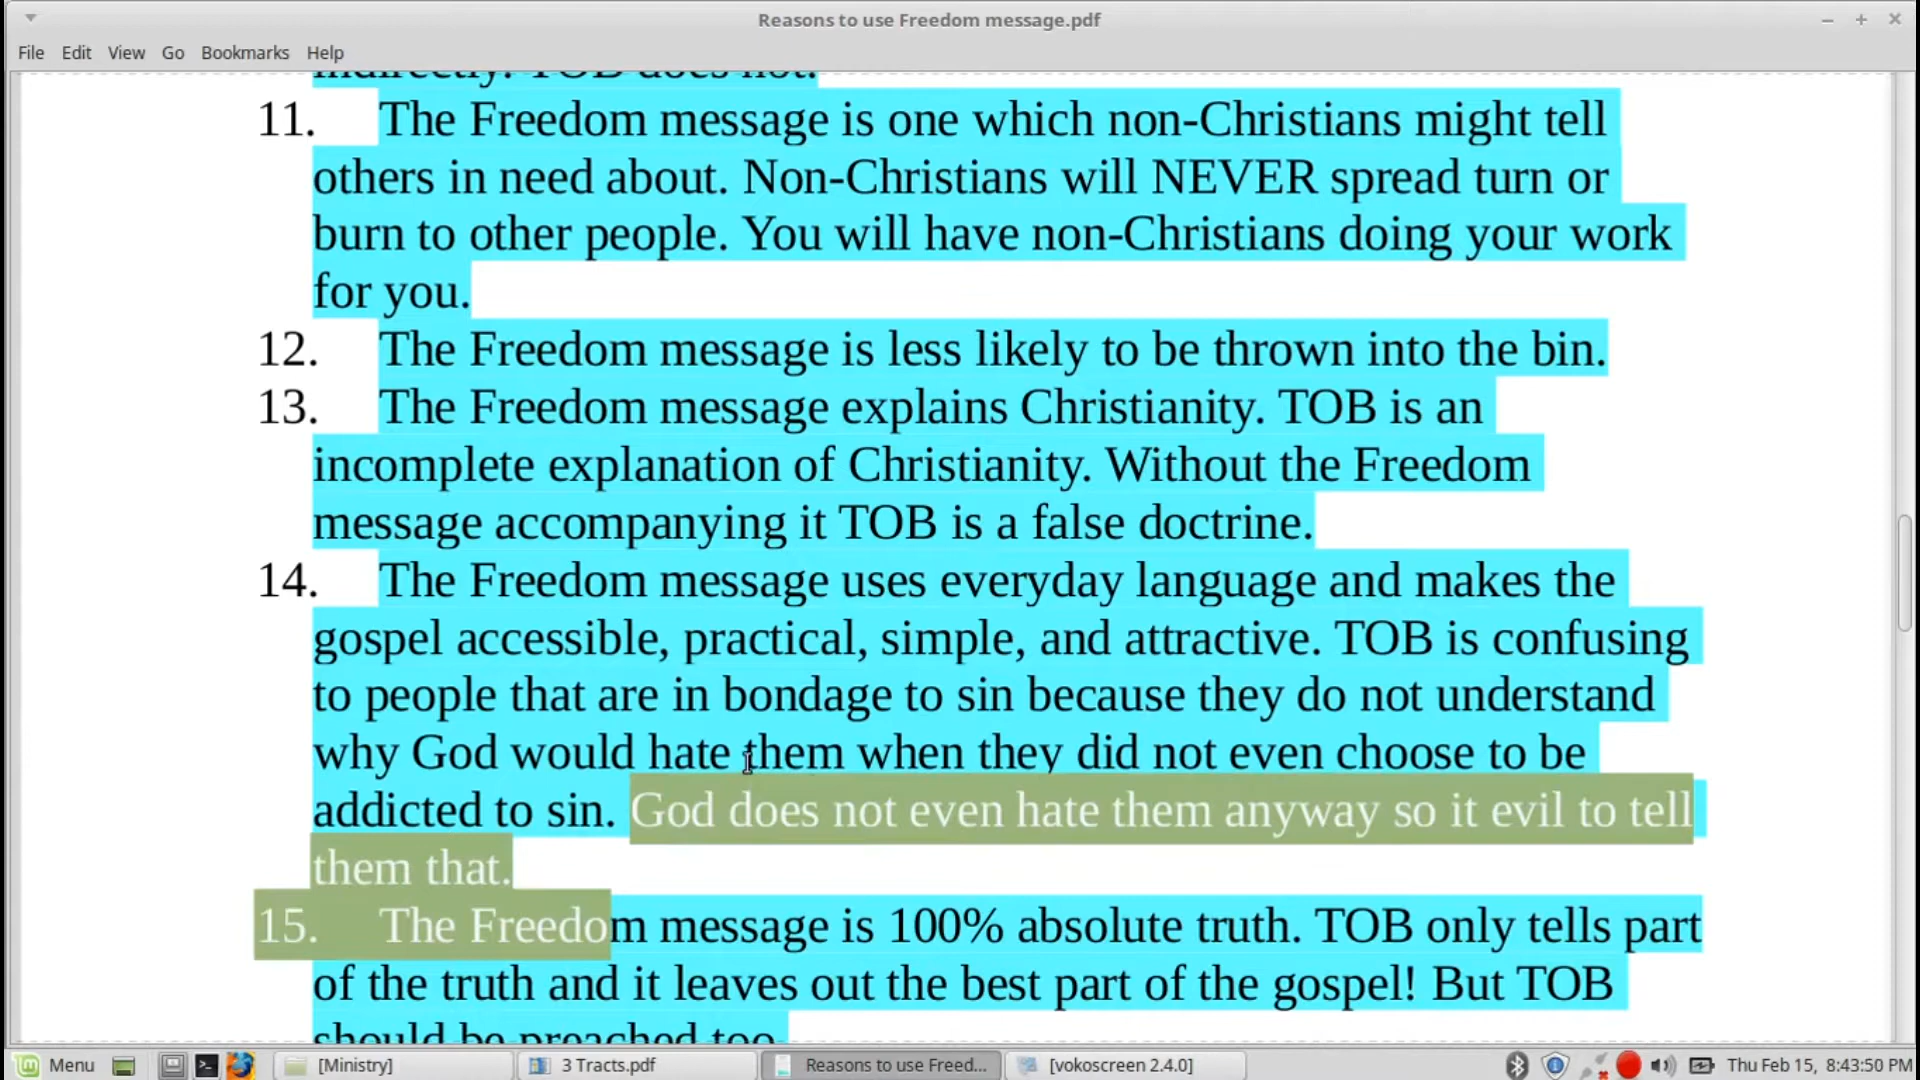 Reasons to use Freedom message.pdf
File Edit View Go Bookmarks Help
indirectly. TOB does not.
11. The Freedom message is one which non-Christians might tell
others in need about. Non-Christians will NEVER spread turn or
burn to other people. You will have non-Christians doing your work
for you.
12. The Freedom message is less likely to be thrown into the bin.
13. The Freedom message explains Christianity. TOB is an
incomplete explanation of Christianity. Without the Freedom
message accompanying it TOB is a false doctrine.
14. The Freedom message uses everyday language and makes the
gospel accessible, practical, simple, and attractive. TOB is confusing
to people that are in bondage to sin because they do not understand
why God would hate them when they did not even choose to be
addicted to sin. God does not even hate them anyway so it evil to tell
them that.
15. The Freedom message is 100% absolute truth. TOB only tells part
of the truth and it leaves out the best part of the gospel! But TOB
should be preached too.
Menu [Ministry] 3 Tracts.pdf Reasons to use Freed... [vokoscreen 2.4.0] Thu Feb 15, 8:43:50 PM